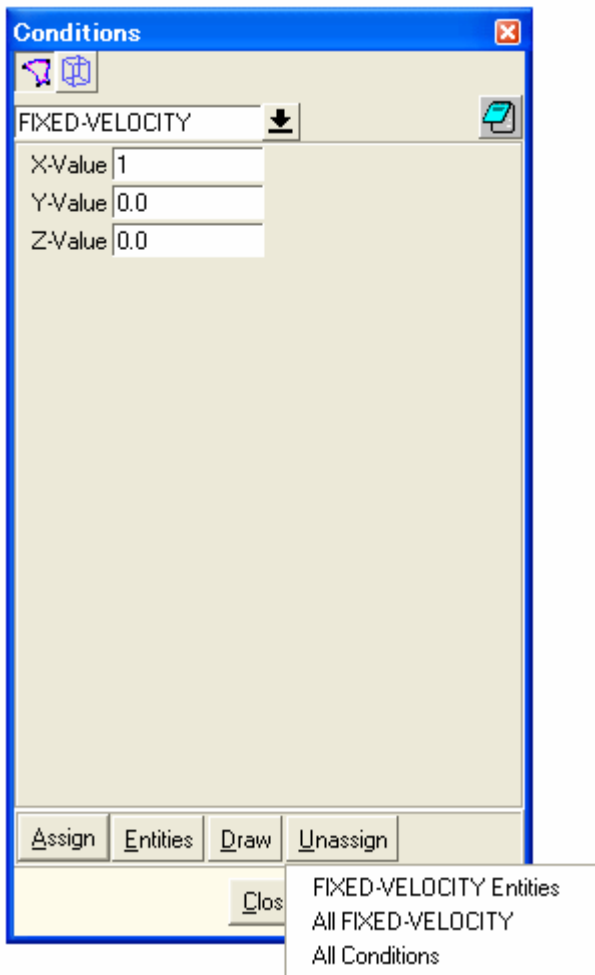 Conditions
FIXED-VELOCITY
X-Value 1
Y-Value 0.0
Z-Value 0.0
Assign Entities Draw Unassign
Clos
FIXED-VELOCITY Entities
All FIXED-VELOCITY
All Conditions